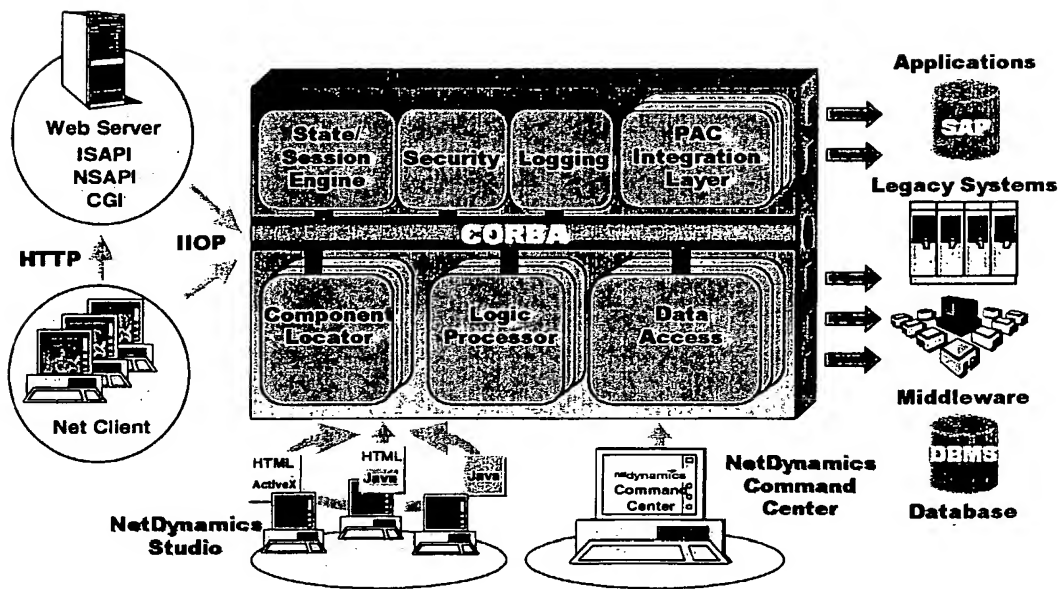 Web Server
ISAPI
NSAPI
CGI
HTTP
IIOP
Net Client
State/
Session
Engine
Security
Logging
PAC
Integration
Layer
CORBA
Component
Locator
Logic
Processor
Data
Access
Applications
SAP
Legacy Systems
Middleware
DBMS
Database
HTML
ActiveX
HTML
Java
Java
NetDynamics
Studio
netdynamics
Command
Center
NetDynamics
Command
Center